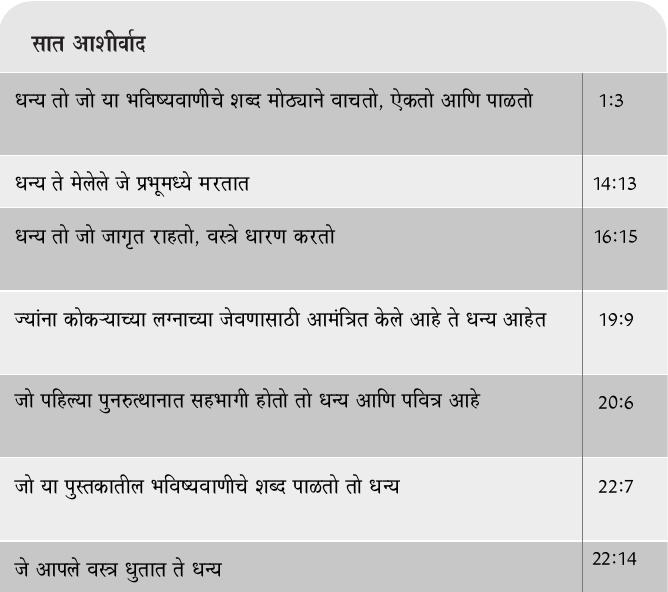 सात आशीर्वाद
धन्य तो जो या भविष्यवाणीचे शब्द मोठ्याने वाचतो, ऐकतो आणि पाळतो 1:3
धन्य ते मेलेले जे प्रभूमध्ये मरतात 14:13
धन्य तो जो जागृत राहतो, वस्त्रे धारण करतो 16:15
ज्यांना कोकऱ्याच्या लग्नाच्या जेवणासाठी आमंत्रित केले आहे ते धन्य आहेत 19:9
जो पहिल्या पुनरुत्थानात सहभागी होतो तो धन्य आणि पवित्र आहे 20:6
जो या पुस्तकातील भविष्यवाणीचे शब्द पाळतो तो धन्य 22:7
जे आपले वस्त्र धुतात ते धन्य 22:14